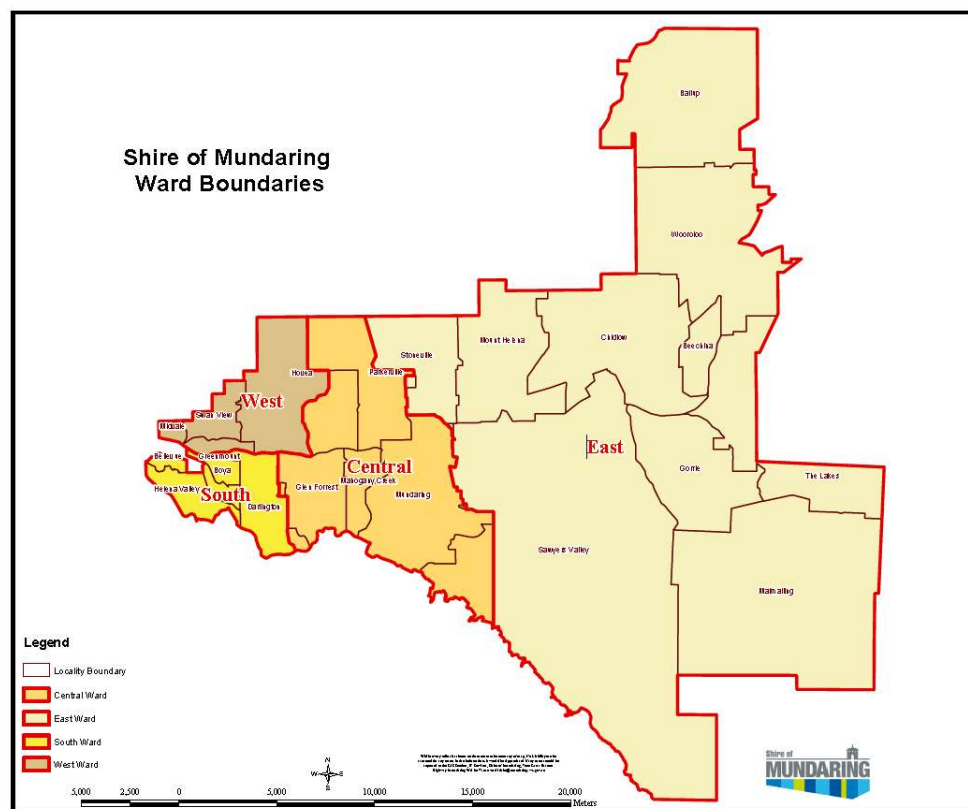 Shire of Mundaring
Ward Boundaries
Bailup
Wooroloo
Chidlow
Beechina
Mount Helena
Stoneville
Parkerville
Hovea
West
Swan View
Midvale
Greenmount
Bellevue
Boya
Helena Valley
South
Darlington
Glen Forrest
Central
Mahogany Creek
Mundaring
East
Gorrie
The Lakes
Sawyers Valley
Malmalling
Legend
Locality Boundary
Central Ward
East Ward
South Ward
West Ward
N
W E
S
5,000 2,500 0 5,000 10,000 15,000 20,000
Meters
Shire of
MUNDARING